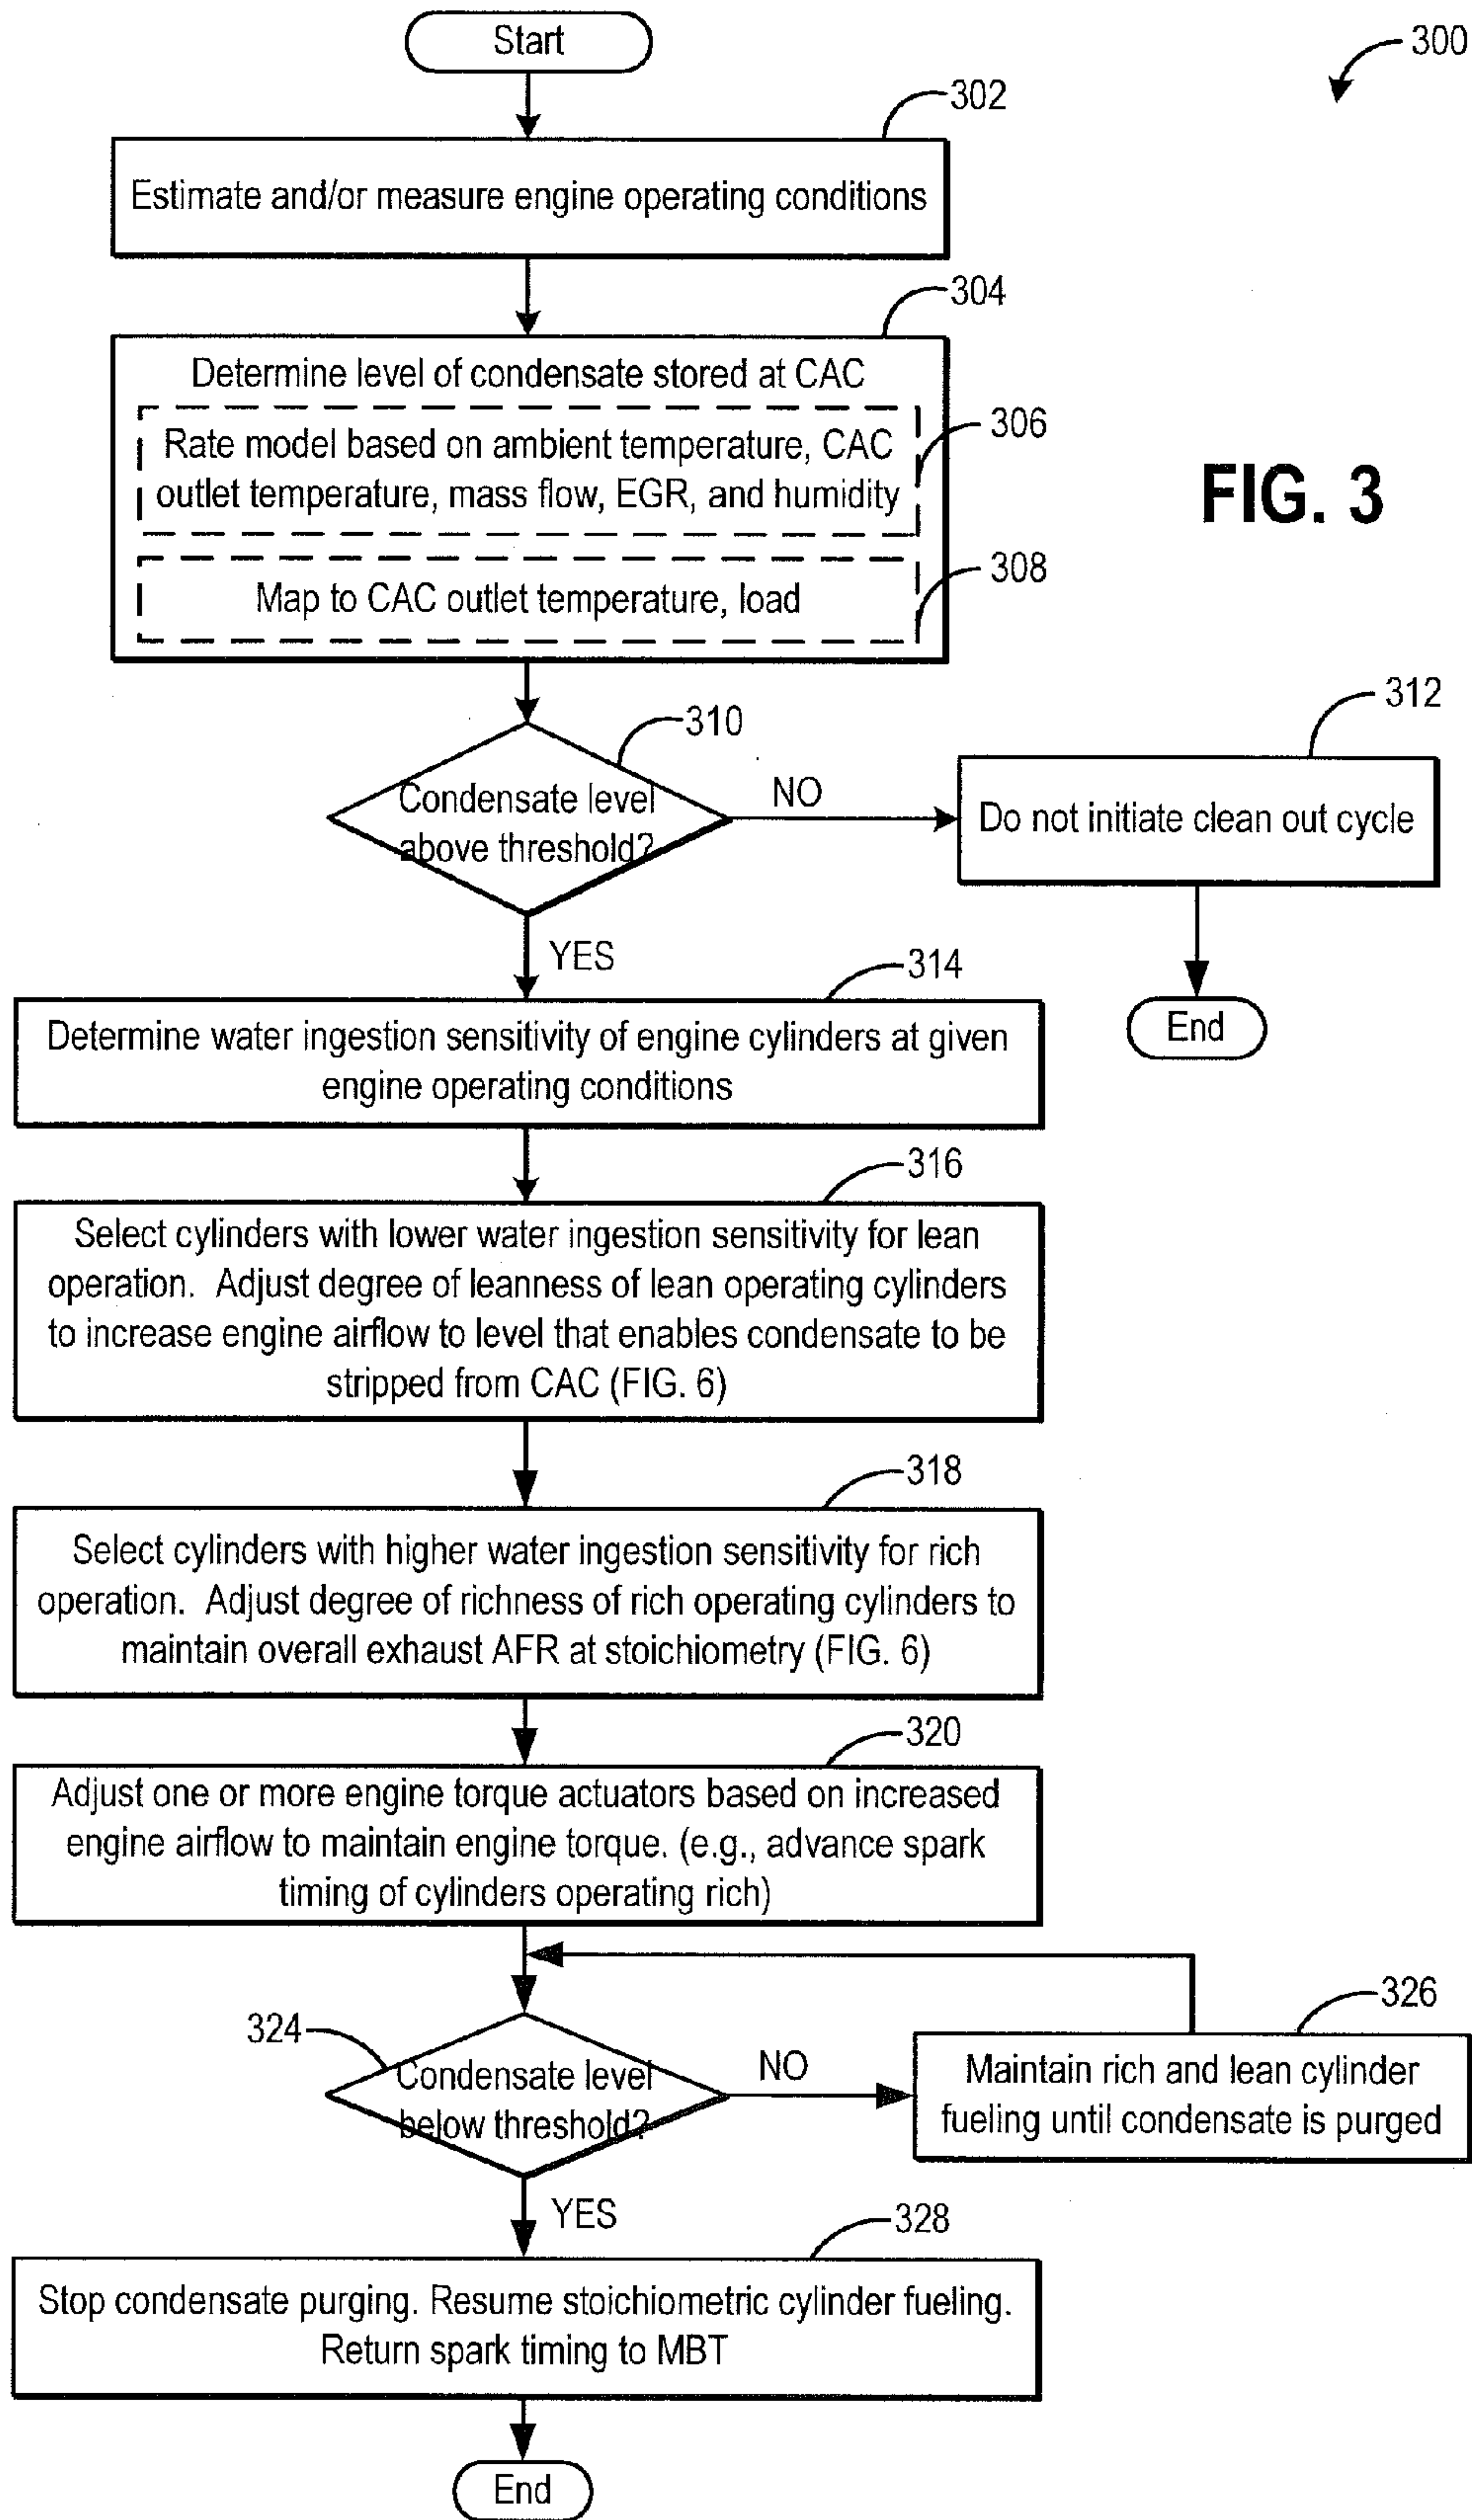 Start
300
302
Estimate and/or measure engine operating conditions
304
Determine level of condensate stored at CAC
306
Rate model based on ambient temperature, CAC
outlet temperature, mass flow, EGR, and humidity
FIG. 3
308
Map to CAC outlet temperature, load
310
312
Condensate level
above threshold?
NO
Do not initiate clean out cycle
YES
End
314
Determine water ingestion sensitivity of engine cylinders at given
engine operating conditions
316
Select cylinders with lower water ingestion sensitivity for lean
operation. Adjust degree of leanness of lean operating cylinders
to increase engine airflow to level that enables condensate to be
stripped from CAC (FIG. 6)
318
Select cylinders with higher water ingestion sensitivity for rich
operation. Adjust degree of richness of rich operating cylinders to
maintain overall exhaust AFR at stoichiometry (FIG. 6)
320
Adjust one or more engine torque actuators based on increased
engine airflow to maintain engine torque. (e.g., advance spark
timing of cylinders operating rich)
324
326
Condensate level
below threshold?
NO
Maintain rich and lean cylinder
fueling until condensate is purged
YES
328
Stop condensate purging. Resume stoichiometric cylinder fueling.
Return spark timing to MBT
End